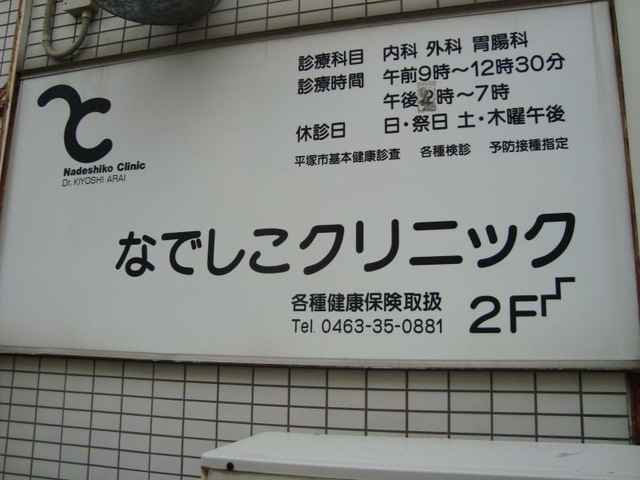 診療科目 内科 外科 胃腸科
診療時間 午前9時～12時30分
午後2時～7時
休診日 日・祭日 土・木曜午後
平塚市基本健康診査 各種検診 予防接種指定
Nadeshiko Clinic
Dr. KIYOSHI ARAI
なでしこクリニック
各種健康保険取扱
Tel. 0463-35-0881
2F